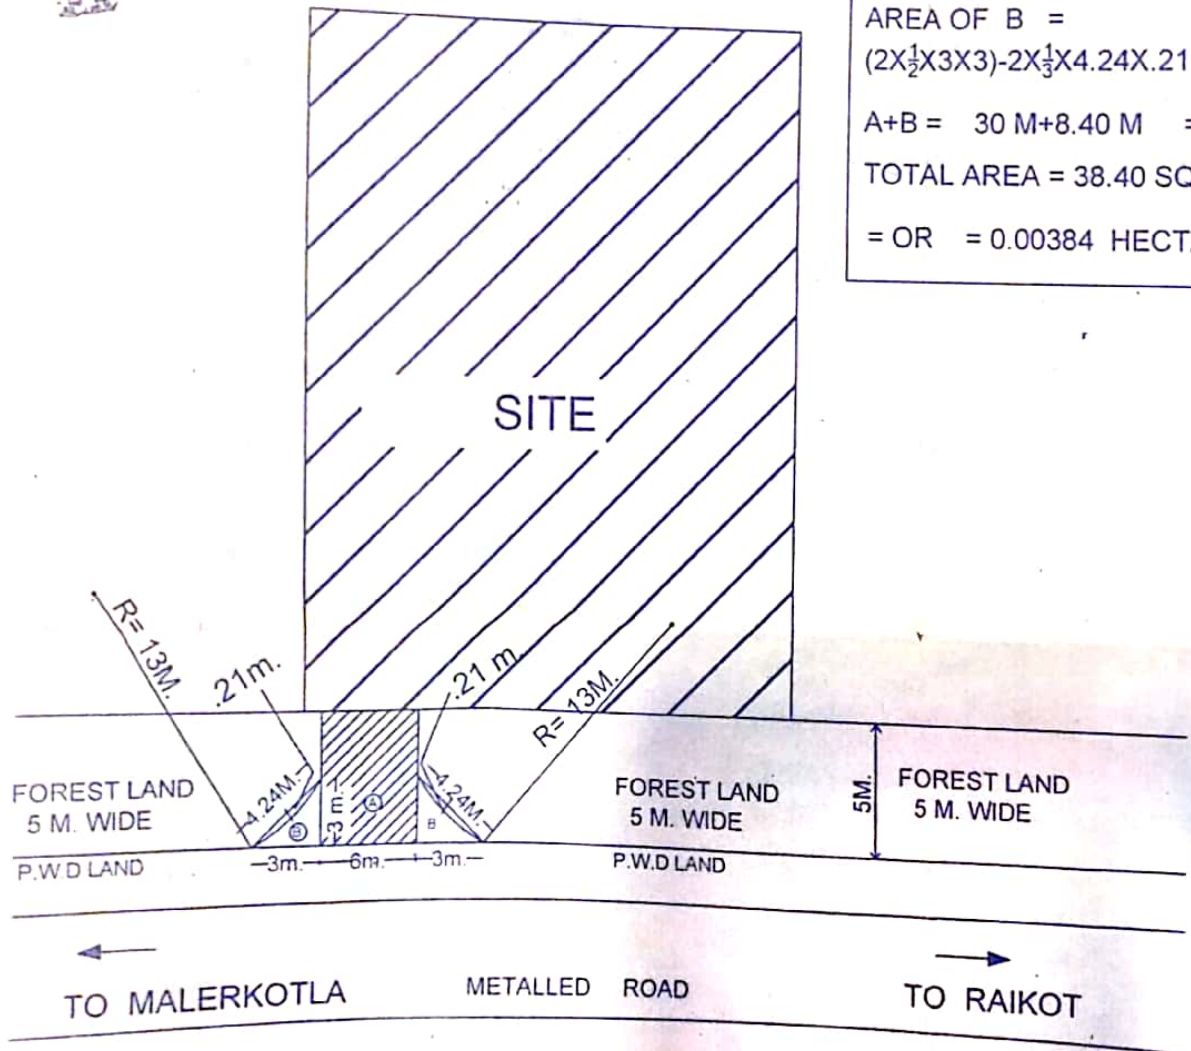 AREA OF B =
(2X½X3X3)-2X⅓X4.24X.21
A+B = 30 M+8.40 M =
TOTAL AREA = 38.40 SQ
= OR = 0.00384 HECT
SITE
R= 13M.
.21m.
.21 m.
R= 13M.
FOREST LAND
5 M. WIDE
4.24M.
B
3 m.
A
4.24M.
B
FOREST LAND
5 M. WIDE
5M.
FOREST LAND
5 M. WIDE
P.W.D LAND
3m. 6m. 3m.
P.W.D LAND
TO MALERKOTLA
METALLED ROAD
TO RAIKOT